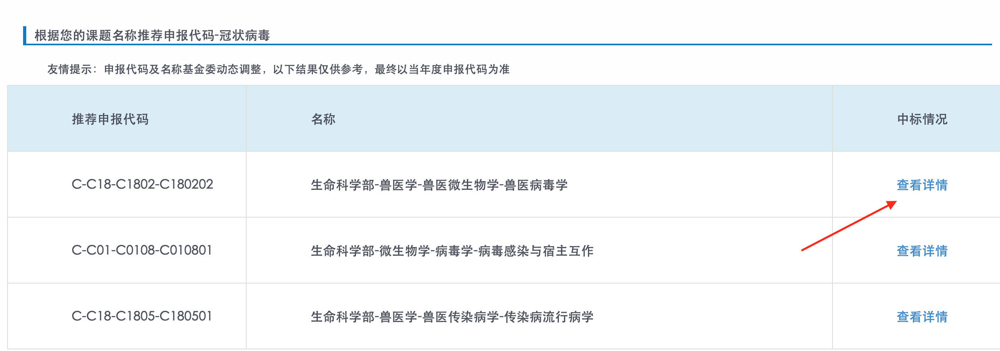 根据您的课题名称推荐申报代码-冠状病毒
友情提示：申报代码及名称基金委动态调整，以下结果仅供参考，最终以当年度申报代码为准
推荐申报代码 名称 中标情况
C-C18-C1802-C180202 生命科学部-兽医学-兽医微生物学-兽医病毒学 查看详情
C-C01-C0108-C010801 生命科学部-微生物学-病毒学-病毒感染与宿主互作 查看详情
C-C18-C1805-C180501 生命科学部-兽医学-兽医传染病学-传染病流行病学 查看详情